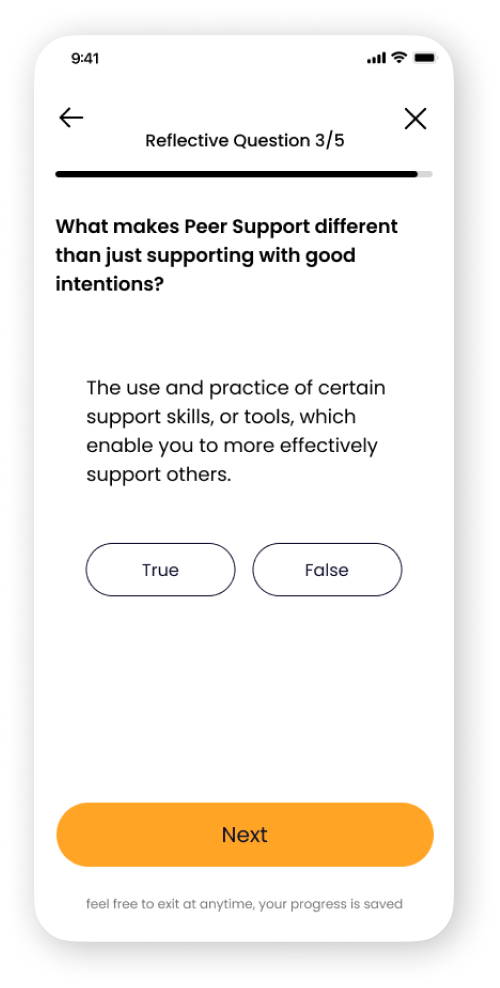 9:41
Reflective Question 3/5
What makes Peer Support different
than just supporting with good
intentions?
The use and practice of certain
support skills, or tools, which
enable you to more effectively
support others.
True
False
Next
feel free to exit at anytime, your progress is saved